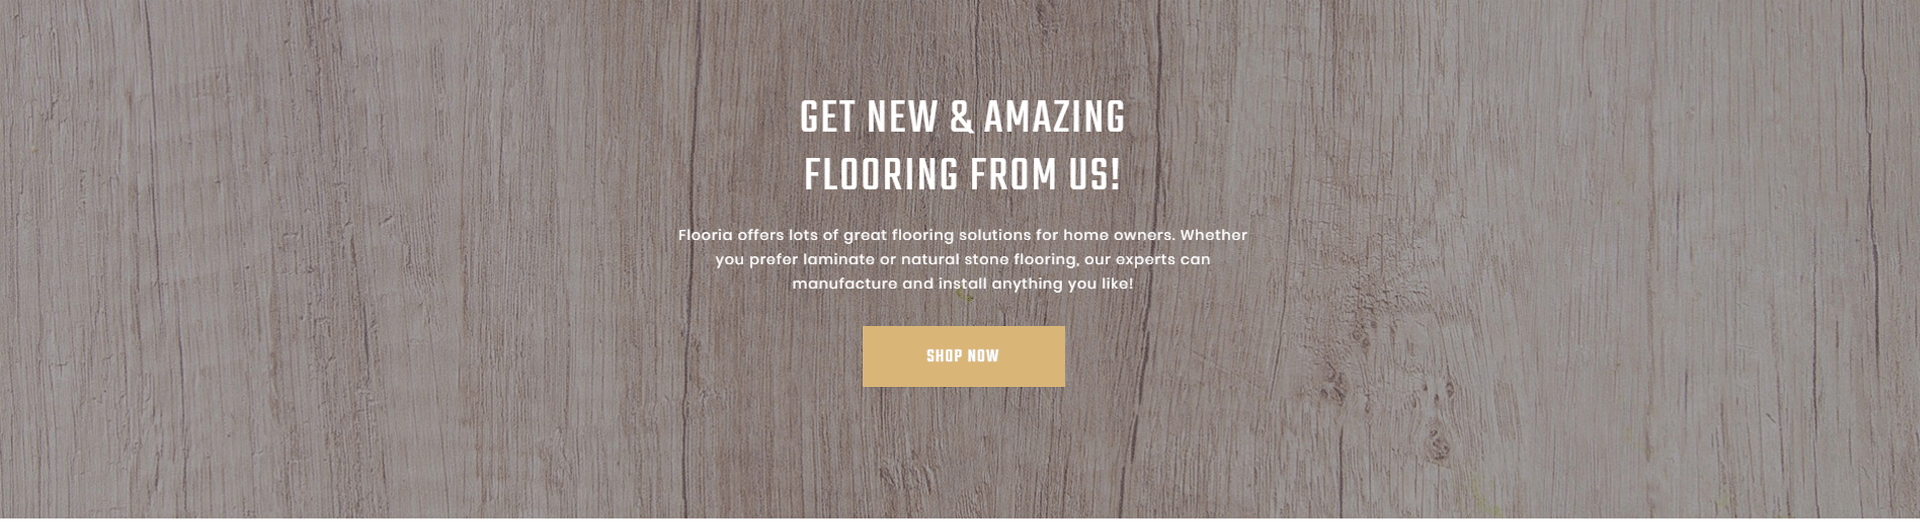 GET NEW & AMAZING
FLOORING FROM US!
Flooria offers lots of great flooring solutions for home owners. Whether
you prefer laminate or natural stone flooring, our experts can
manufacture and install anything you like!
SHOP NOW